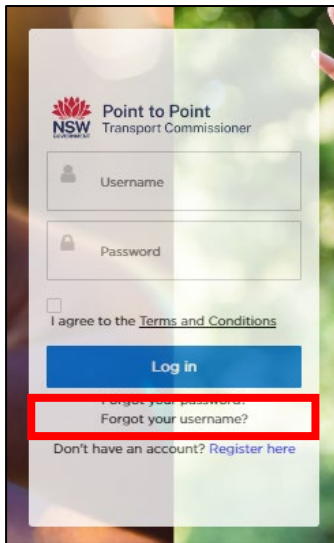 NSW
GOVERNMENT
Point to Point
Transport Commissioner
Username
Password
I agree to the Terms and Conditions
Log in
Forgot your password?
Forgot your username?
Don't have an account? Register here